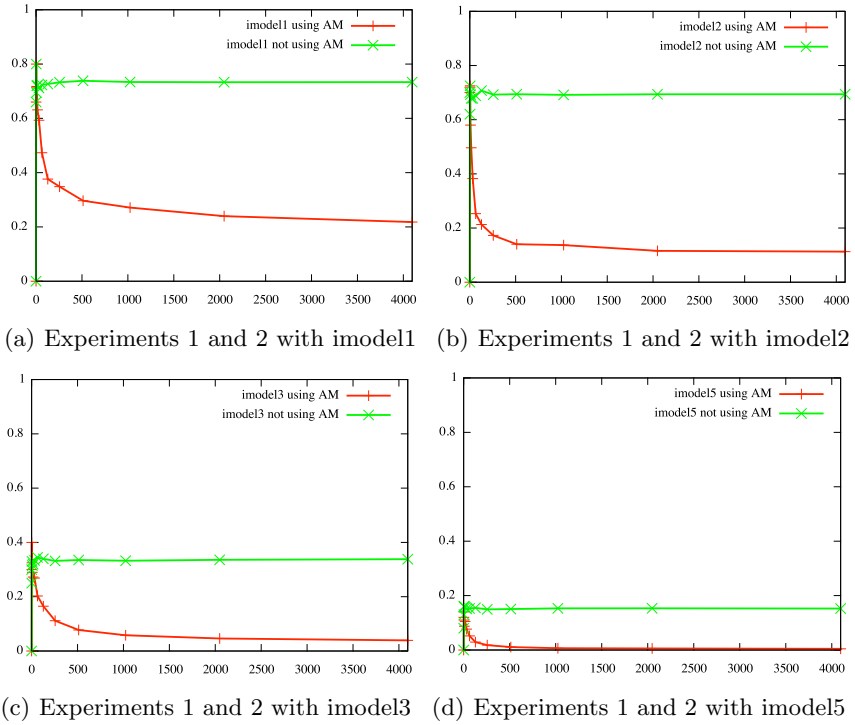 1
imodel1 using AM
imodel1 not using AM
0.8
0.6
0.4
0.2
0
0 500 1000 1500 2000 2500 3000 3500 4000
(a) Experiments 1 and 2 with imodel1
1
imodel2 using AM
imodel2 not using AM
0.8
0.6
0.4
0.2
0
0 500 1000 1500 2000 2500 3000 3500 4000
(b) Experiments 1 and 2 with imodel2
1
imodel3 using AM
imodel3 not using AM
0.8
0.6
0.4
0.2
0
0 500 1000 1500 2000 2500 3000 3500 4000
(c) Experiments 1 and 2 with imodel3
1
imodel5 using AM
imodel5 not using AM
0.8
0.6
0.4
0.2
0
0 500 1000 1500 2000 2500 3000 3500 4000
(d) Experiments 1 and 2 with imodel5